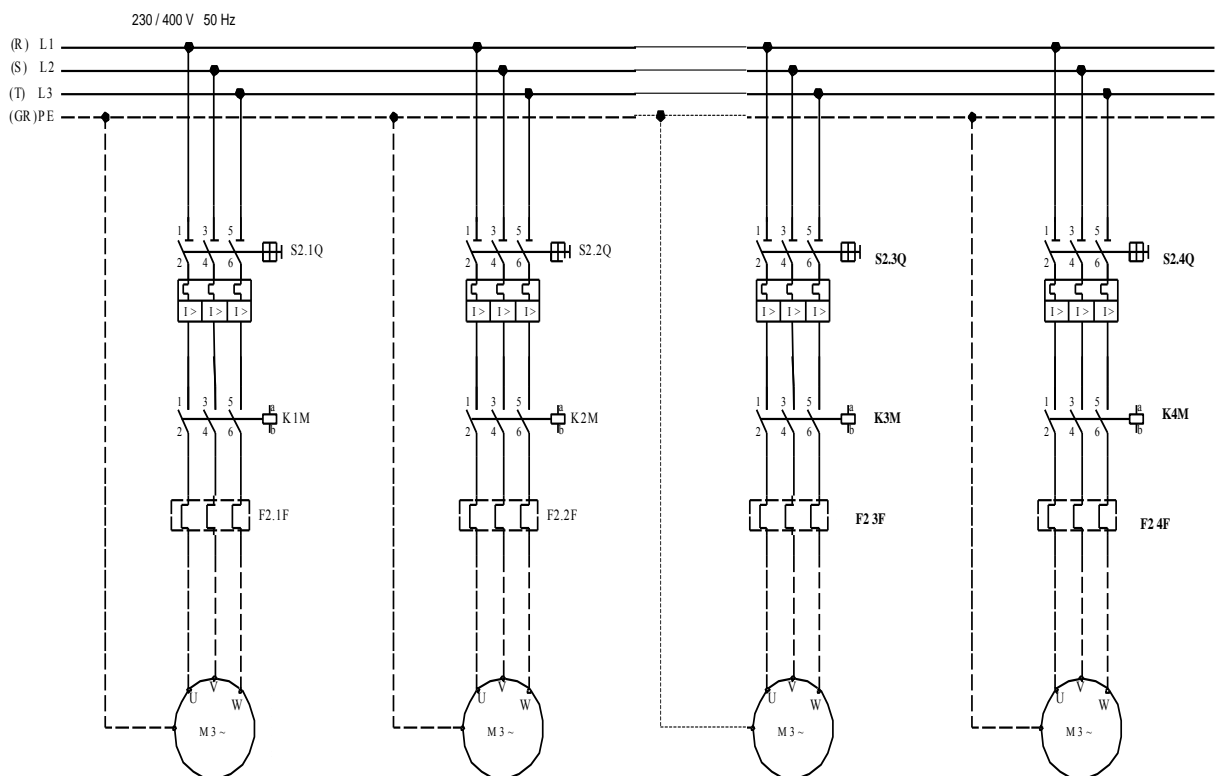 230 / 400 V 50 Hz
(R) L1
(S) L2
(T) L3
(GR)PE
1 3 5 1 3 5 1 3 5 1 3 5
S2.1Q S2.2Q S2.3Q S2.4Q
2 4 6 2 4 6 2 4 6 2 4 6
I > I > I > I > I > I > I > I > I > I > I > I >
1 3 5 a 1 3 5 a 1 3 5 a 1 3 5 a
K1M K2M K3M K4M
2 4 6 b 2 4 6 b 2 4 6 b 2 4 6 b
F2.1F F2.2F F2 3F F2 4F
U V W U V W U V W U V W
M 3 ~ M 3 ~ M 3 ~ M 3 ~